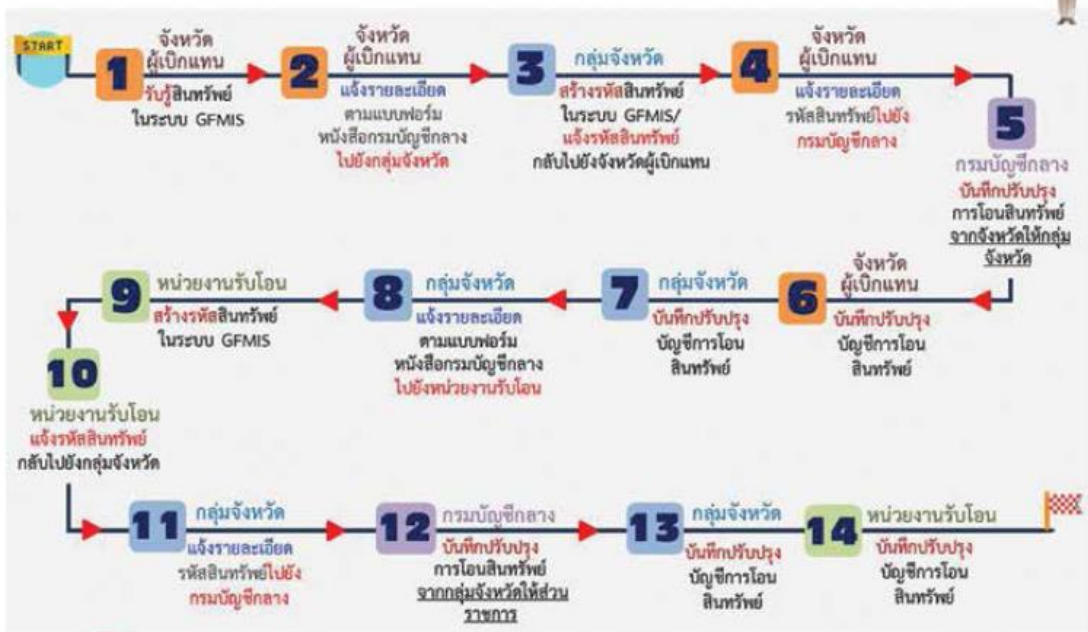 START
1
จังหวัด
ผู้เบิกแทน
รับรู้สินทรัพย์
ในระบบ GFMIS
2
จังหวัด
ผู้เบิกแทน
แจ้งรายละเอียด
ตามแบบฟอร์ม
หนังสือกรมบัญชีกลาง
ไปยังกลุ่มจังหวัด
3
กลุ่มจังหวัด
สร้างรหัสสินทรัพย์
ในระบบ GFMIS/
แจ้งรหัสสินทรัพย์
กลับไปยังจังหวัดผู้เบิกแทน
4
จังหวัด
ผู้เบิกแทน
แจ้งรายละเอียด
รหัสสินทรัพย์ไปยัง
กรมบัญชีกลาง
5
กรมบัญชีกลาง
บันทึกปรับปรุง
การโอนสินทรัพย์
จากจังหวัดให้กลุ่ม
จังหวัด
6
จังหวัด
ผู้เบิกแทน
บันทึกปรับปรุง
บัญชีการโอน
สินทรัพย์
7
กลุ่มจังหวัด
บันทึกปรับปรุง
บัญชีการโอน
สินทรัพย์
8
กลุ่มจังหวัด
แจ้งรายละเอียด
ตามแบบฟอร์ม
หนังสือกรมบัญชีกลาง
ไปยังหน่วยงานรับโอน
9
หน่วยงานรับโอน
สร้างรหัสสินทรัพย์
ในระบบ GFMIS
10
หน่วยงานรับโอน
แจ้งรหัสสินทรัพย์
กลับไปยังกลุ่มจังหวัด
11
กลุ่มจังหวัด
แจ้งรายละเอียด
รหัสสินทรัพย์ไปยัง
กรมบัญชีกลาง
12
กรมบัญชีกลาง
บันทึกปรับปรุง
การโอนสินทรัพย์
จากกลุ่มจังหวัดให้ส่วน
ราชการ
13
กลุ่มจังหวัด
บันทึกปรับปรุง
บัญชีการโอน
สินทรัพย์
14
หน่วยงานรับโอน
บันทึกปรับปรุง
บัญชีการโอน
สินทรัพย์